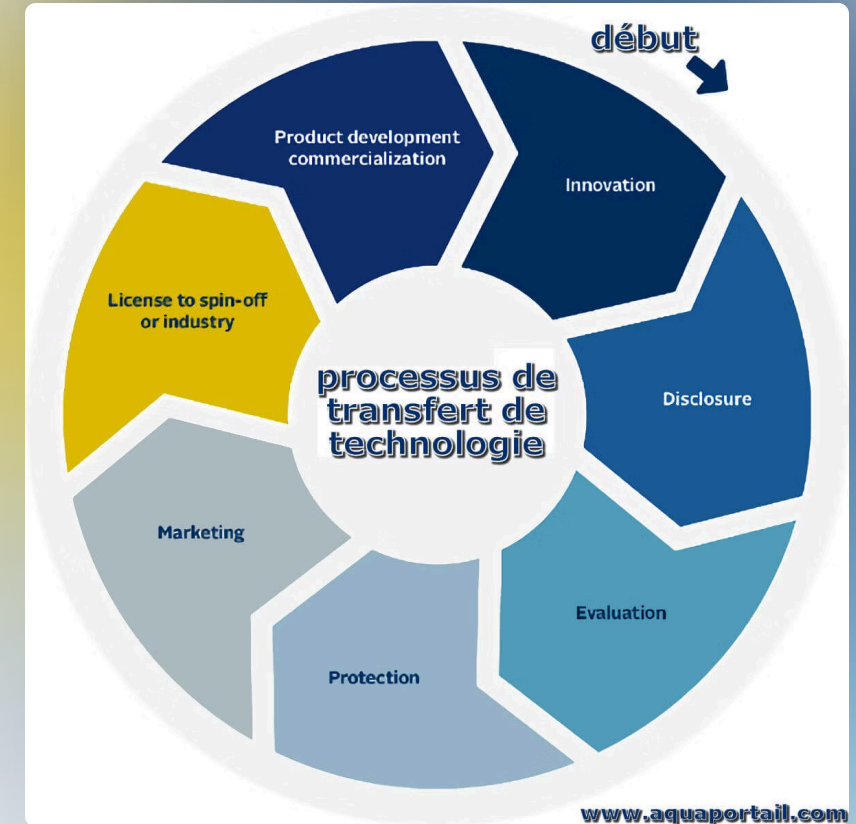 début
Innovation
Disclosure
Evaluation
Protection
Marketing
License to spin-off
or industry
Product development
commercialization
processus de
transfert de
technologie
www.aquaportail.com